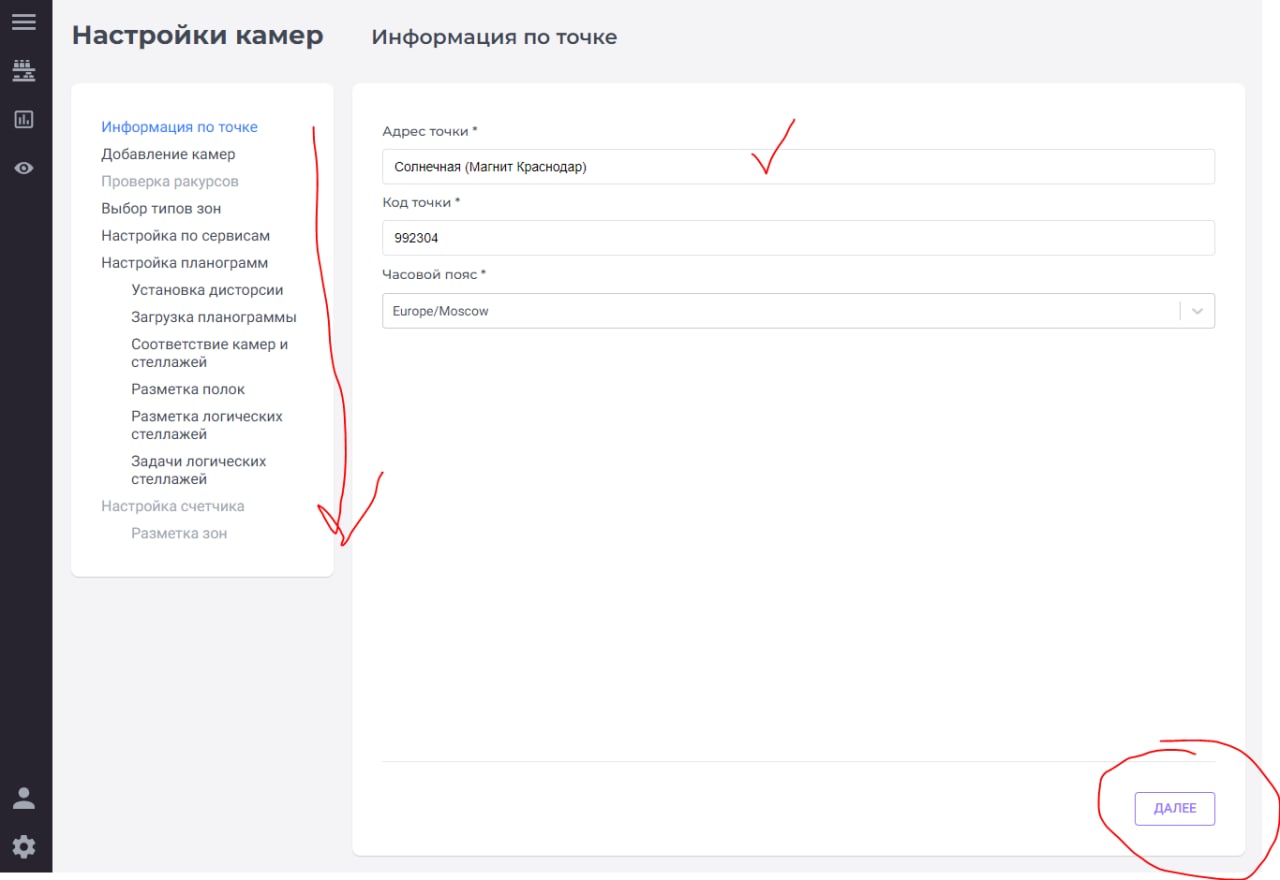 Настройки камер
Информация по точке
Информация по точке
Добавление камер
Проверка ракурсов
Выбор типов зон
Настройка по сервисам
Настройка планограмм
Установка дисторсии
Загрузка планограммы
Соответствие камер и
стеллажей
Разметка полок
Разметка логических
стеллажей
Задачи логических
стеллажей
Настройка счетчика
Разметка зон
Адрес точки *
Солнечная (Магнит Краснодар)
Код точки *
992304
Часовой пояс *
Europe/Moscow
ДАЛЕЕ